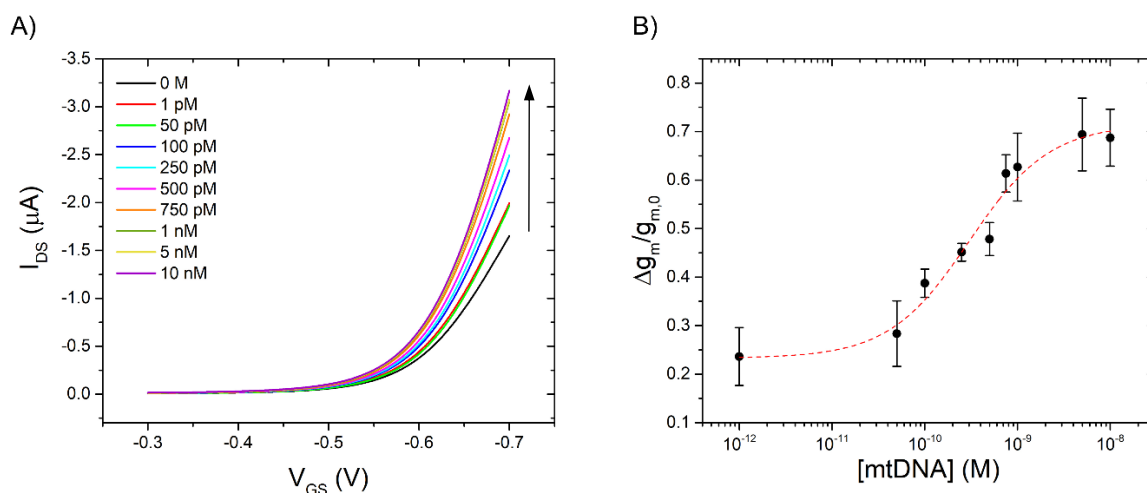 A)
B)
-3.5
-3.0
-2.5
-2.0
-1.5
-1.0
-0.5
0.0
I_DS (μA)
0 M
1 pM
50 pM
100 pM
250 pM
500 pM
750 pM
1 nM
5 nM
10 nM
-0.3 -0.4 -0.5 -0.6 -0.7
V_GS (V)
0.8
0.7
0.6
0.5
0.4
0.3
0.2
0.1
Δg_m/g_m,0
10^-12 10^-11 10^-10 10^-9 10^-8
[mtDNA] (M)